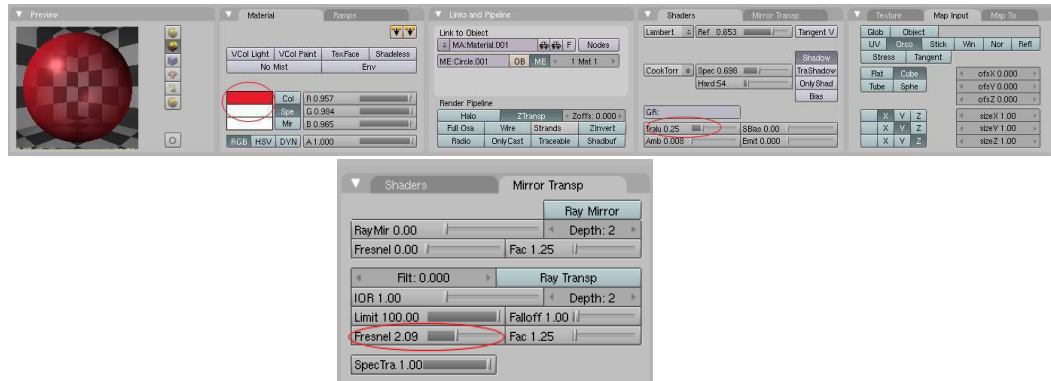 Preview
Material Ramps
VCol Light VCol Paint TexFace Shadeless
No Mist Env
Col R 0.957
Spe G 0.984
Mir B 0.965
RGB HSV DYN A 1.000
Links and Pipeline
Link to Object
MA:Material.001 F Nodes
ME:Circle.001 OB ME 1 Mat 1
Render Pipeline
Halo ZTransp Zoffs: 0.000
Full Osa Wire Strands ZInvert
Radio OnlyCast Traceable Shadbuf
Shaders Mirror Transp
Lambert Ref 0.653 Tangent V
Shadow
CookTorr Spec 0.698 TraShadow
Hard:54 OnlyShad
Bias
GR:
Tralu 0.25 SBias 0.00
Amb 0.008 Emit 0.000
Texture Map Input Map To
Glob Object
UV Orco Stick Win Nor Refl
Stress Tangent
Flat Cube ofsX 0.000
Tube Sphe ofsY 0.000
ofsZ 0.000
X Y Z sizeX 1.00
X Y Z sizeY 1.00
X Y Z sizeZ 1.00
Shaders Mirror Transp
Ray Mirror
RayMir 0.00 Depth: 2
Fresnel 0.00 Fac 1.25
Filt: 0.000 Ray Transp
IOR 1.00 Depth: 2
Limit 100.00 Falloff 1.00
Fresnel 2.09 Fac 1.25
SpecTra 1.00